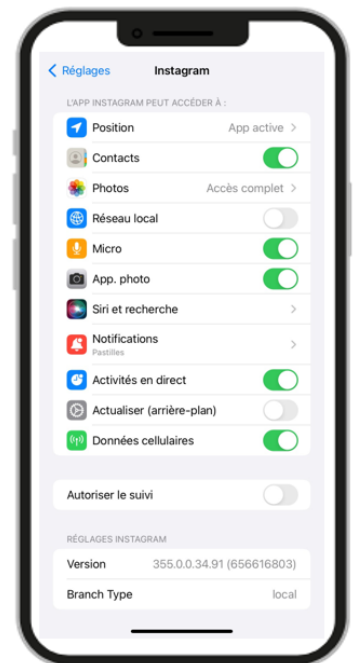 Réglages
Instagram
L'APP INSTAGRAM PEUT ACCÉDER À :
Position App active
Contacts
Photos Accès complet
Réseau local
Micro
App. photo
Siri et recherche
Notifications
Pastilles
Activités en direct
Actualiser (arrière-plan)
Données cellulaires
Autoriser le suivi
RÉGLAGES INSTAGRAM
Version 355.0.0.34.91 (656616803)
Branch Type local